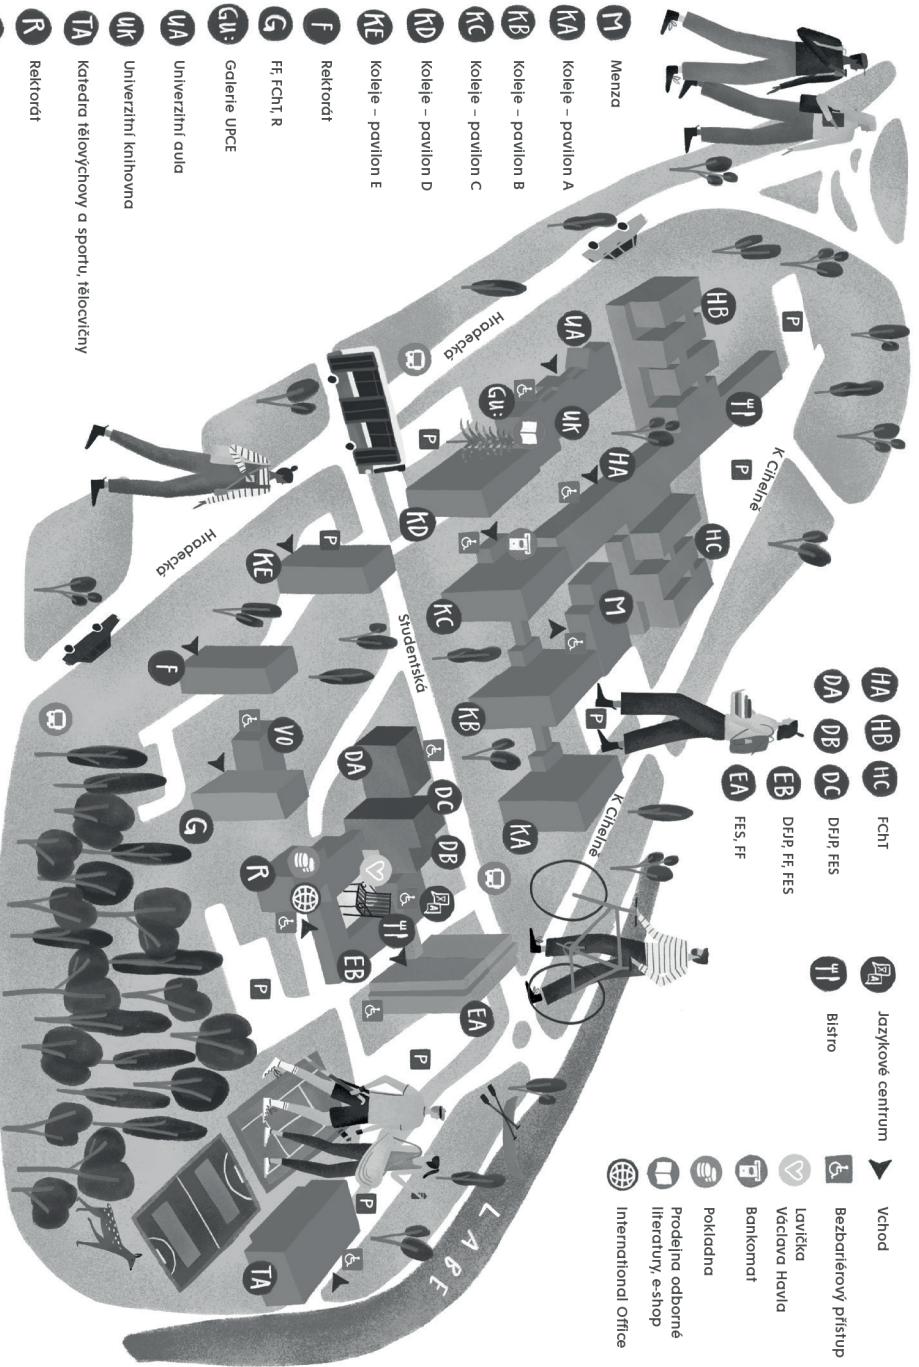 M Menza
KA Koleje – pavilon A
KB Koleje – pavilon B
KC Koleje – pavilon C
KD Koleje – pavilon D
KE Koleje – pavilon E
F Rektorát
G FF, FChT, R
GU: Galerie UPCE
UA Univerzitní aula
UK Univerzitní knihovna
TA Katedra tělovýchovy a sportu, tělocvičny
R Rektorát
HA HB HC FChT
DA DB DC DFJP, FES
EB DFJP, FF, FES
EA FES, FF
Jazykové centrum
Bistro
Vchod
Bezbariérový přístup
Lavička
Václava Havla
Bankomat
Pokladna
Prodejna odborné
literatury, e-shop
International Office
HB
P
UA
Hradecká
GU:
UK
P
HA
P
K Cihelně
HC
KD
KC
M
P
KE
Hradecká
Studentská
F
KB
P
VO
DA
DC
KA
K Cihelně
G
DB
R
A
EB
P
EA
P
P
TA
LABE